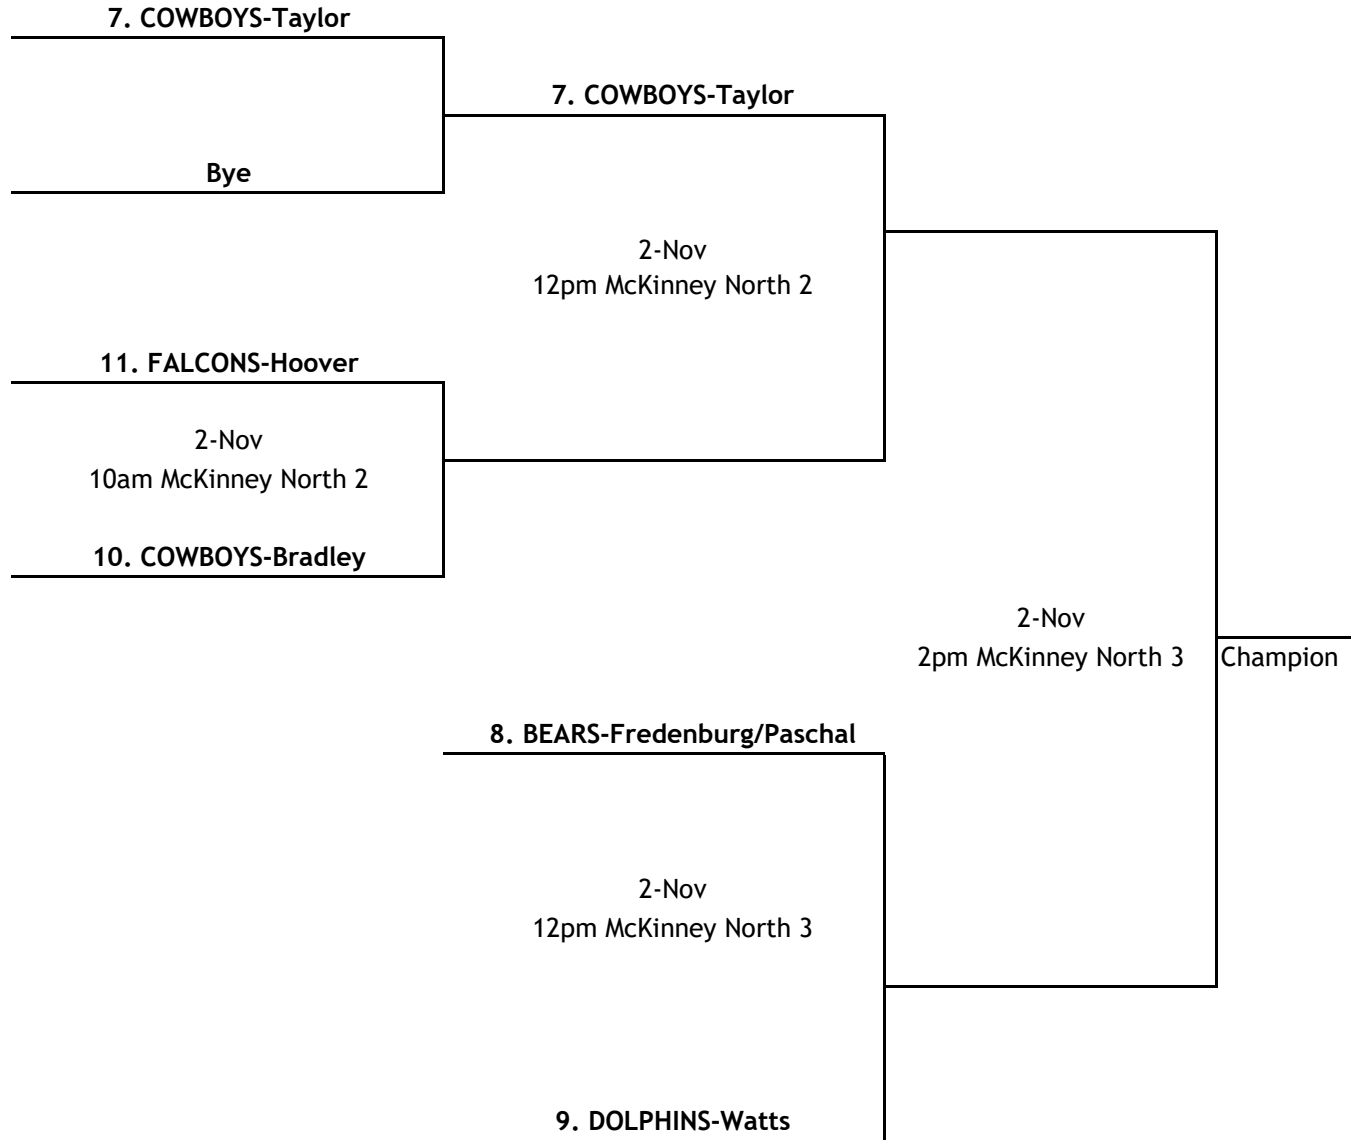 7. COWBOYS-Taylor
7. COWBOYS-Taylor
Bye
2-Nov
12pm McKinney North 2
11. FALCONS-Hoover
2-Nov
10am McKinney North 2
10. COWBOYS-Bradley
2-Nov
2pm McKinney North 3
Champion
8. BEARS-Fredenburg/Paschal
2-Nov
12pm McKinney North 3
9. DOLPHINS-Watts